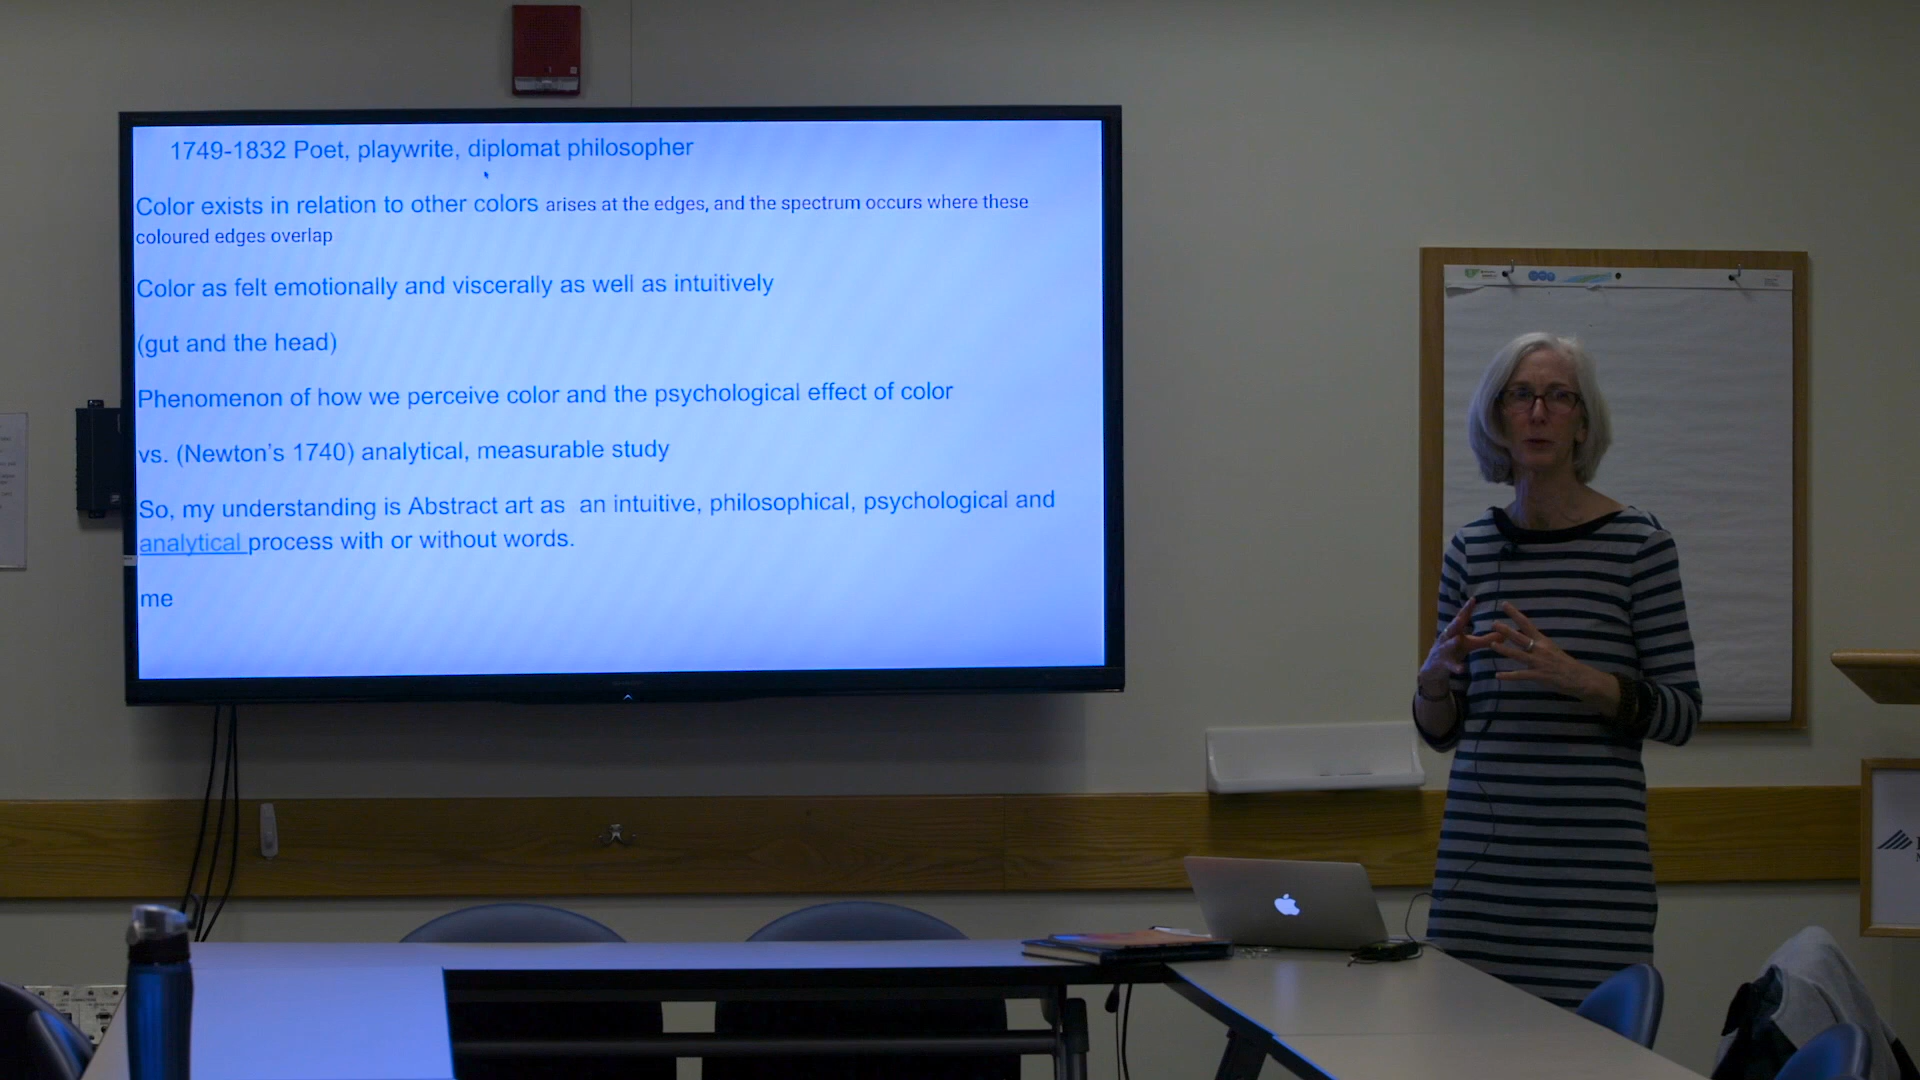 1749-1832 Poet, playwrite, diplomat philosopher
Color exists in relation to other colors arises at the edges, and the spectrum occurs where these
coloured edges overlap
Color as felt emotionally and viscerally as well as intuitively
(gut and the head)
Phenomenon of how we perceive color and the psychological effect of color
vs. (Newton's 1740) analytical, measurable study
So, my understanding is Abstract art as an intuitive, philosophical, psychological and
analytical process with or without words.
me